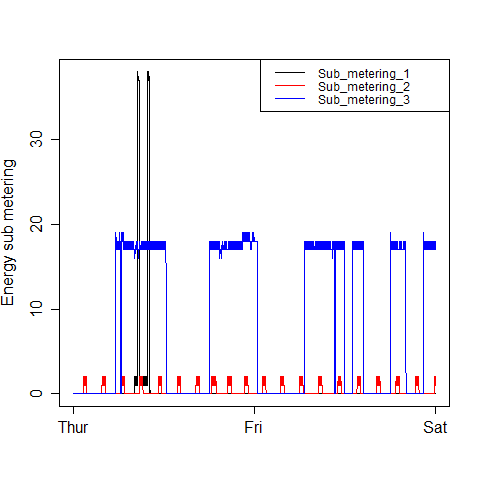 Sub_metering_1
Sub_metering_2
Sub_metering_3
Energy sub metering
30
20
10
0
Thur Fri Sat